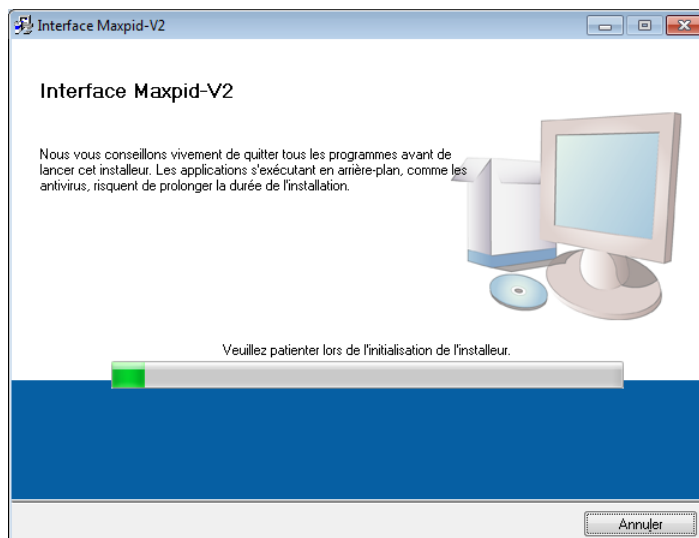 Interface Maxpid-V2
Interface Maxpid-V2
Nous vous conseillons vivement de quitter tous les programmes avant de
lancer cet installeur. Les applications s'exécutant en arrière-plan, comme les
antivirus, risquent de prolonger la durée de l'installation.
Veuillez patienter lors de l'initialisation de l'installeur.
Annuler